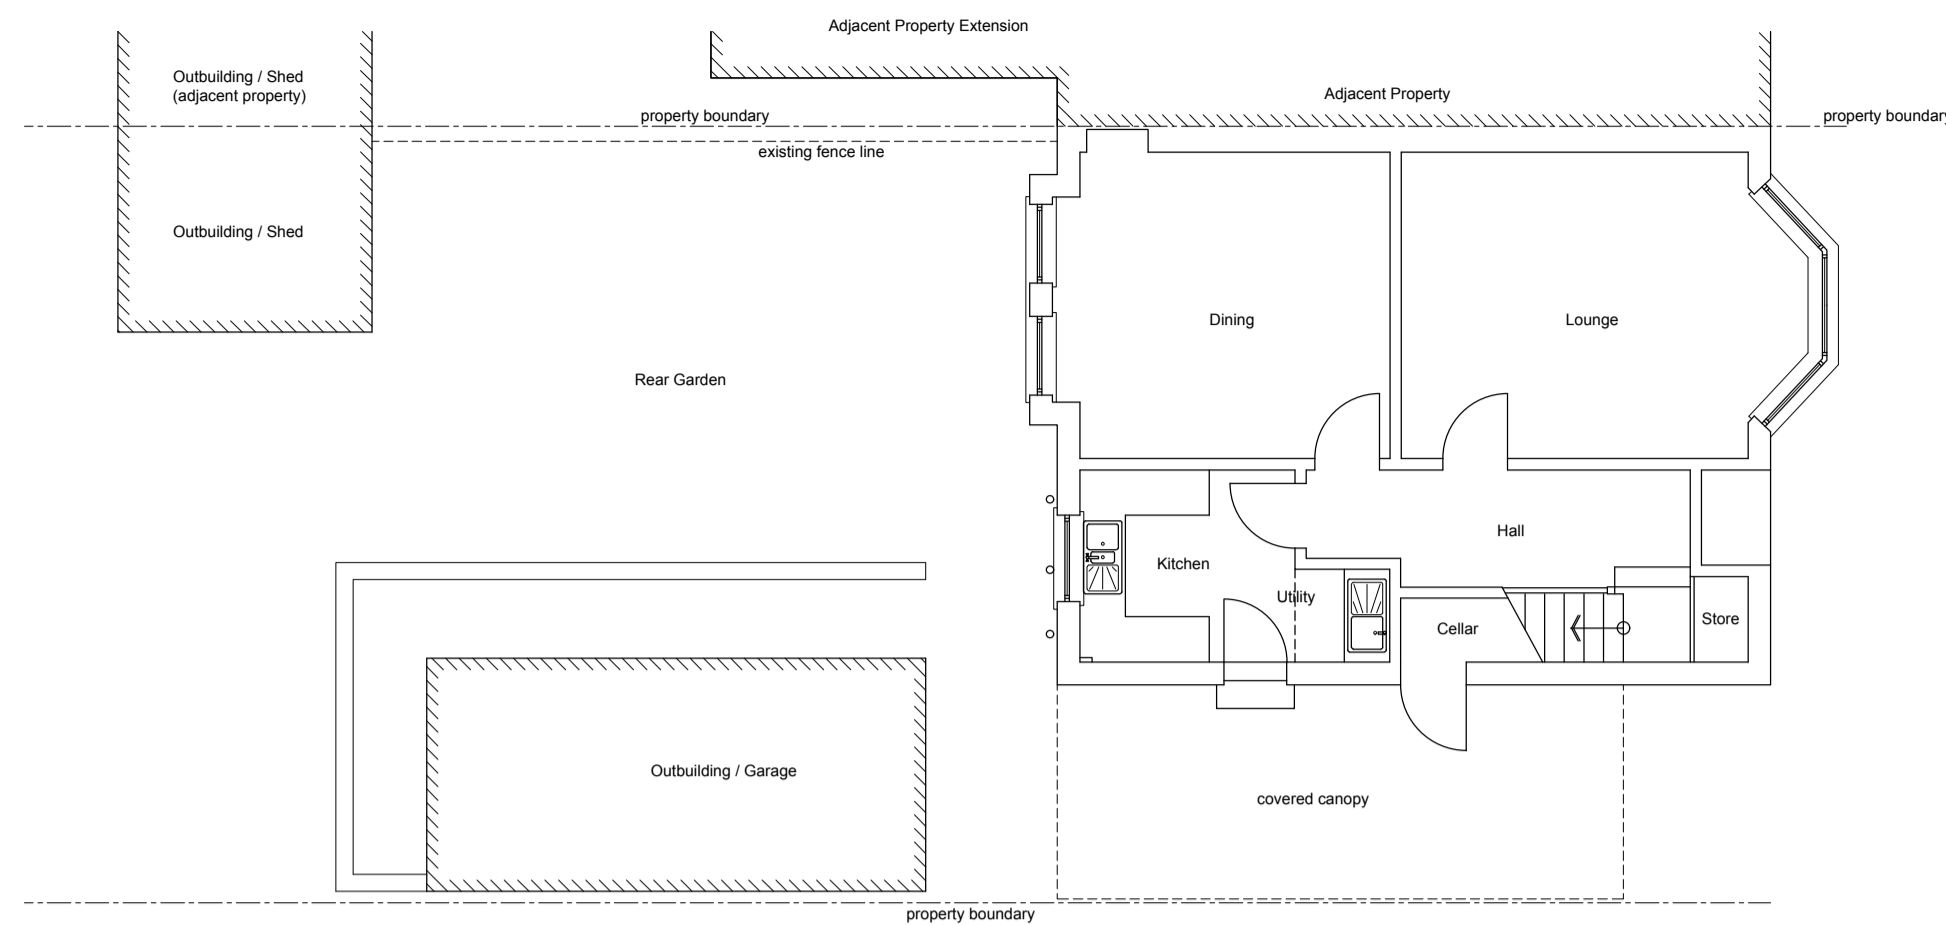 Adjacent Property Extension
Outbuilding / Shed
(adjacent property)
Adjacent Property
property boundary
property boundary
existing fence line
Outbuilding / Shed
Dining
Lounge
Rear Garden
Hall
Kitchen
Utility
Store
Cellar
Outbuilding / Garage
covered canopy
property boundary